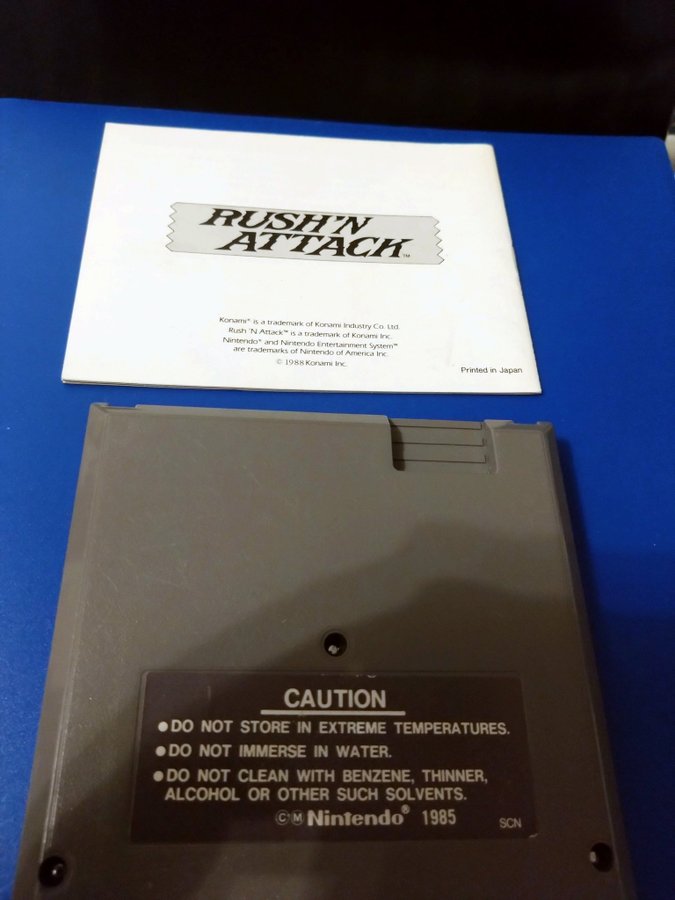 RUSH'N
ATTACK™
Konami® is a trademark of Konami Industry Co. Ltd.
Rush 'N Attack™ is a trademark of Konami Inc.
Nintendo® and Nintendo Entertainment System™
are trademarks of Nintendo of America Inc.
© 1988 Konami Inc.
Printed in Japan
CAUTION
●DO NOT STORE IN EXTREME TEMPERATURES.
●DO NOT IMMERSE IN WATER.
●DO NOT CLEAN WITH BENZENE, THINNER,
ALCOHOL OR OTHER SUCH SOLVENTS.
©Ⓜ Nintendo® 1985
SCN